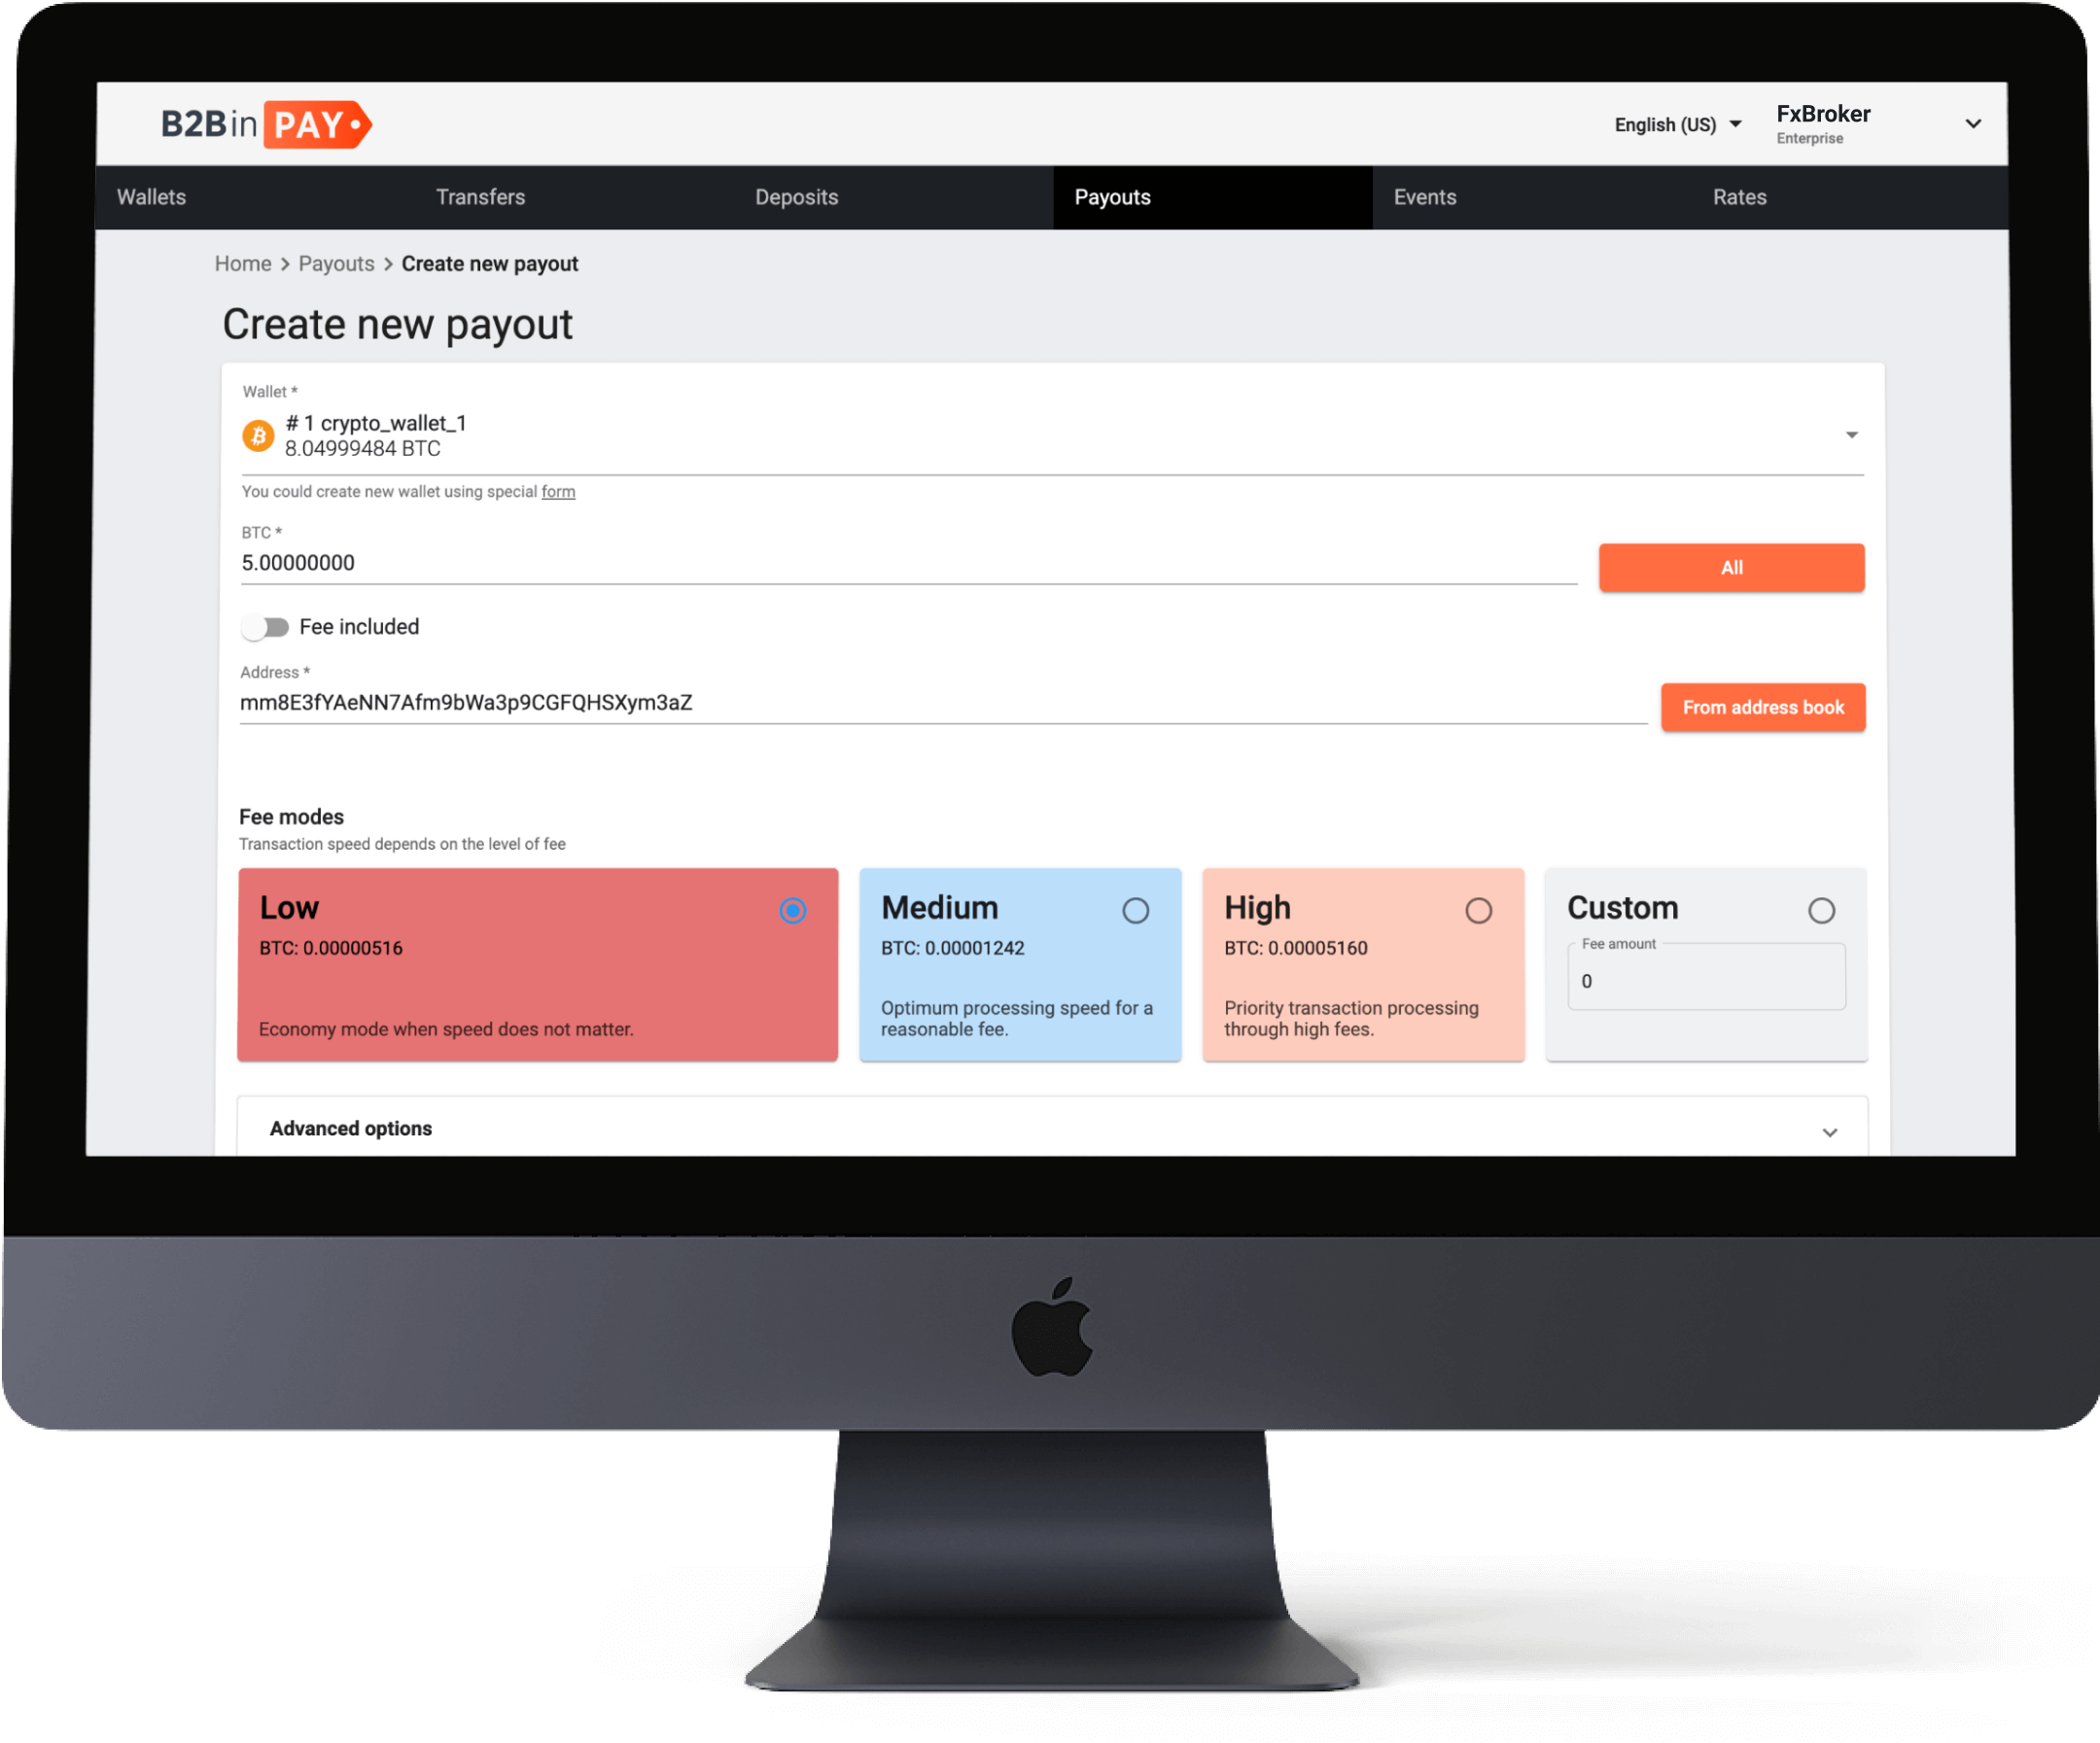 B2Bin PAY
English (US)
FxBroker
Enterprise
Wallets Transfers Deposits Payouts Events Rates
Home > Payouts > Create new payout
Create new payout
Wallet *
# 1 crypto_wallet_1
8.04999484 BTC
You could create new wallet using special form
BTC *
5.00000000
All
Fee included
Address *
mm8E3fYAeNN7Afm9bWa3p9CGFQHSXym3aZ
From address book
Fee modes
Transaction speed depends on the level of fee
Low
BTC: 0.00000516
Economy mode when speed does not matter.
Medium
BTC: 0.00001242
Optimum processing speed for a
reasonable fee.
High
BTC: 0.00005160
Priority transaction processing
through high fees.
Custom
Fee amount
0
Advanced options